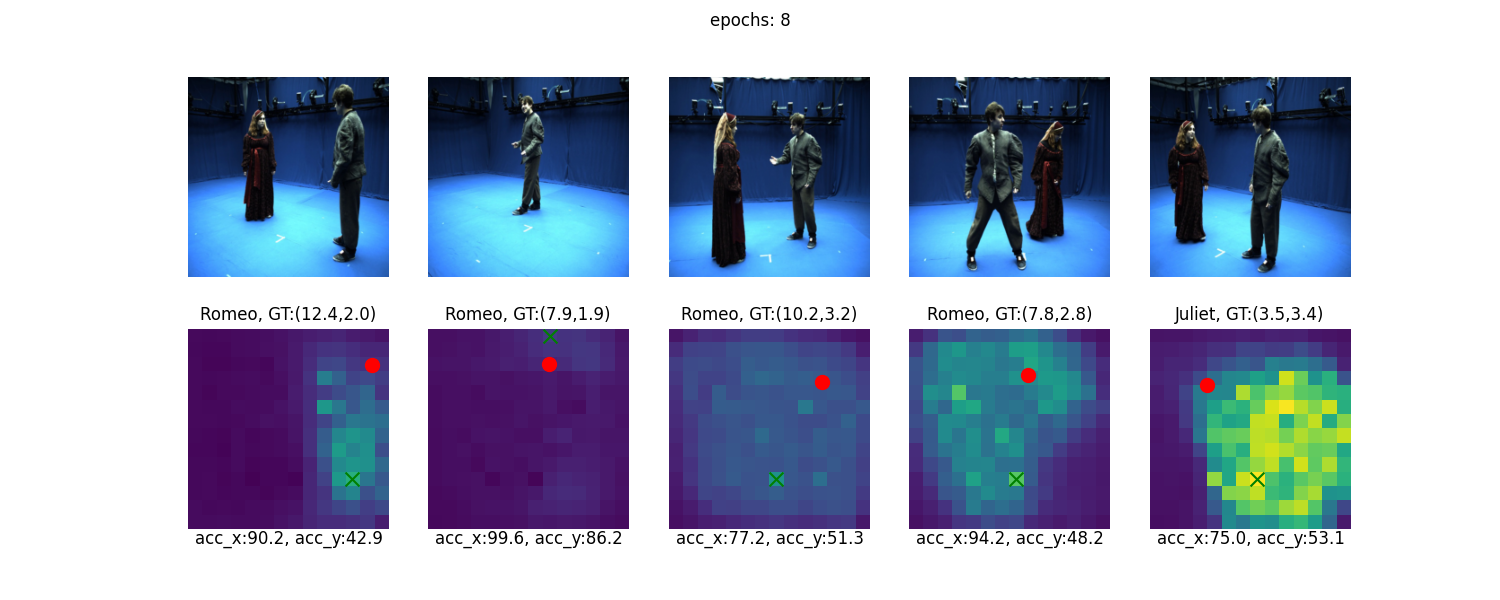 epochs: 8
Romeo, GT:(12.4,2.0)
Romeo, GT:(7.9,1.9)
Romeo, GT:(10.2,3.2)
Romeo, GT:(7.8,2.8)
Juliet, GT:(3.5,3.4)
acc_x:90.2, acc_y:42.9
acc_x:99.6, acc_y:86.2
acc_x:77.2, acc_y:51.3
acc_x:94.2, acc_y:48.2
acc_x:75.0, acc_y:53.1